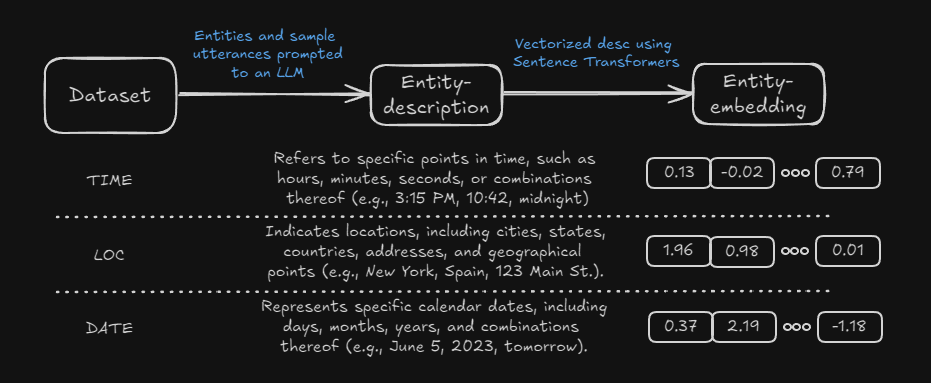 Entities and sample
utterances prompted
to an LLM
Vectorized desc using
Sentence Transformers
Dataset
Entity-
description
Entity-
embedding
TIME
Refers to specific points in time, such as
hours, minutes, seconds, or combinations
thereof (e.g., 3:15 PM, 10:42, midnight)
0.13 -0.02 ooo 0.79
LOC
Indicates locations, including cities, states,
countries, addresses, and geographical
points (e.g., New York, Spain, 123 Main St.).
1.96 0.98 ooo 0.01
DATE
Represents specific calendar dates, including
days, months, years, and combinations
thereof (e.g., June 5, 2023, tomorrow).
0.37 2.19 ooo -1.18